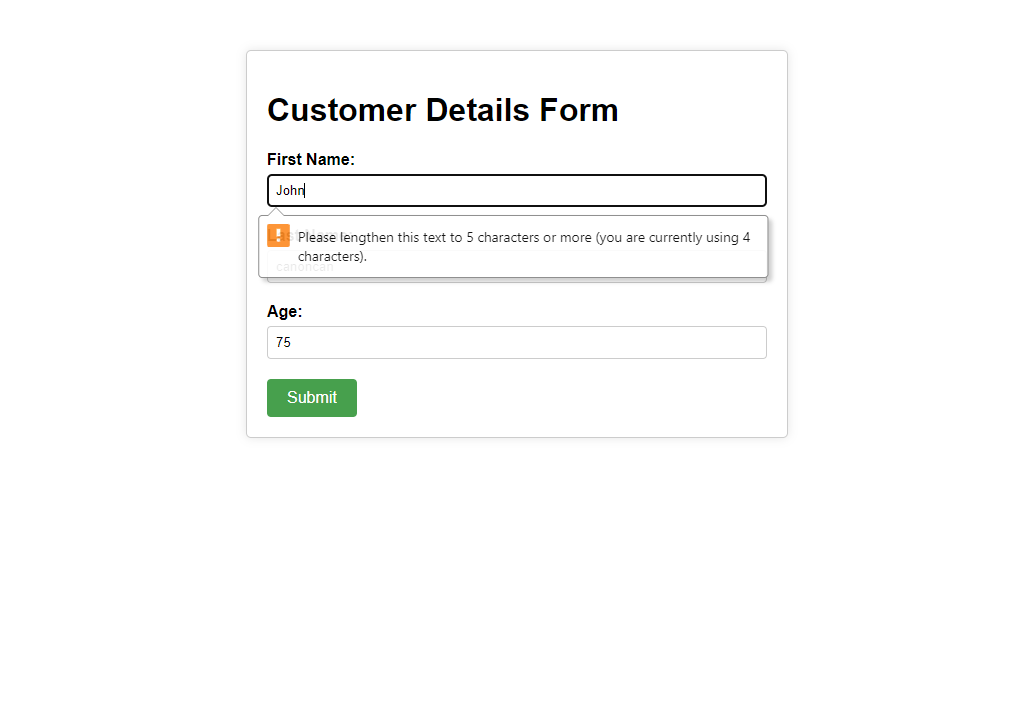 Customer Details Form
First Name:
John
Please lengthen this text to 5 characters or more (you are currently using 4
characters).
Age:
75
Submit